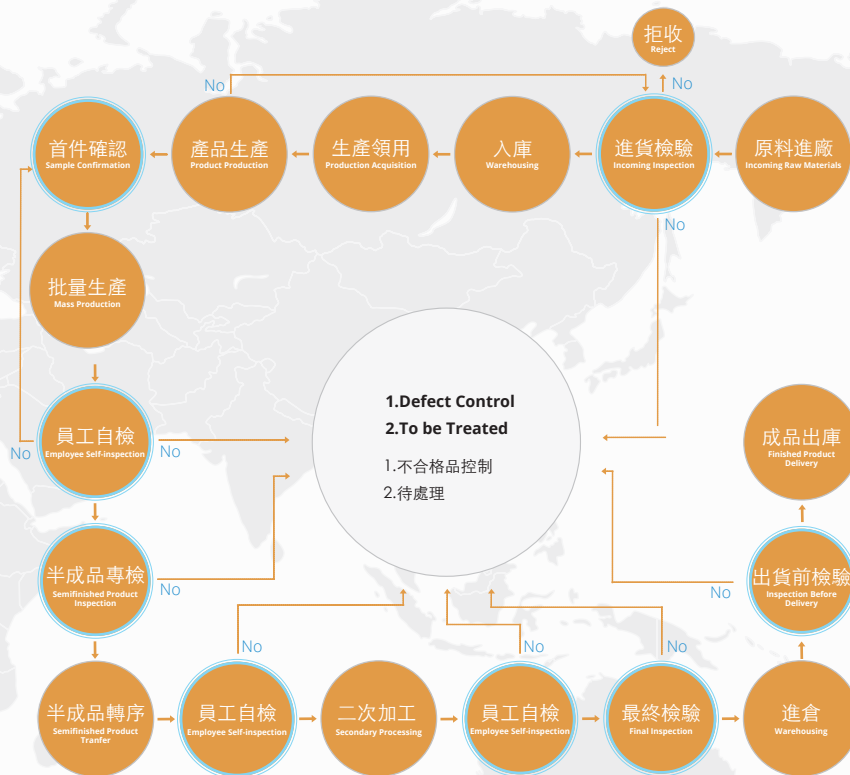 拒收
Reject
No
No
首件確認
Sample Confirmation
產品生產
Product Production
生產領用
Production Acquisition
入庫
Warehousing
進貨檢驗
Incoming Inspection
原料進廠
Incoming Raw Materials
No
批量生產
Mass Production
1.Defect Control
2.To be Treated
1.不合格品控制
2.待處理
員工自檢
Employee Self-inspection
No
No
成品出庫
Finished Product
Delivery
半成品專檢
Semifinished Product
Inspection
No
出貨前檢驗
Inspection Before
Delivery
No
No
No
No
半成品轉序
Semifinished Product
Tranfer
員工自檢
Employee Self-inspection
二次加工
Secondary Processing
員工自檢
Employee Self-inspection
最終檢驗
Final Inspection
進倉
Warehousing